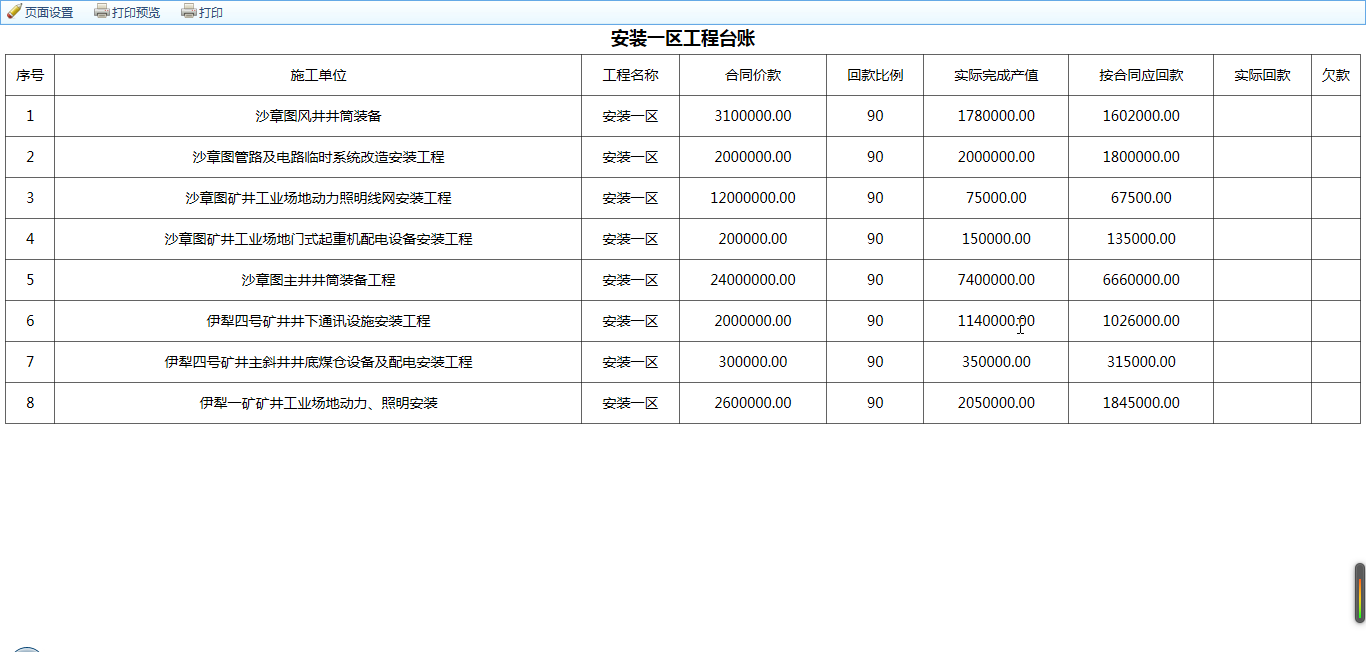 页面设置 打印预览 打印
安装一区工程台账
序号 施工单位 工程名称 合同价款 回款比例 实际完成产值 按合同应回款 实际回款 欠款
1 沙章图风井井筒装备 安装一区 3100000.00 90 1780000.00 1602000.00
2 沙章图管路及电路临时系统改造安装工程 安装一区 2000000.00 90 2000000.00 1800000.00
3 沙章图矿井工业场地动力照明线网安装工程 安装一区 12000000.00 90 75000.00 67500.00
4 沙章图矿井工业场地门式起重机配电设备安装工程 安装一区 200000.00 90 150000.00 135000.00
5 沙章图主井井筒装备工程 安装一区 24000000.00 90 7400000.00 6660000.00
6 伊犁四号矿井井下通讯设施安装工程 安装一区 2000000.00 90 1140000.00 1026000.00
7 伊犁四号矿井主斜井井底煤仓设备及配电安装工程 安装一区 300000.00 90 350000.00 315000.00
8 伊犁一矿矿井工业场地动力、照明安装 安装一区 2600000.00 90 2050000.00 1845000.00